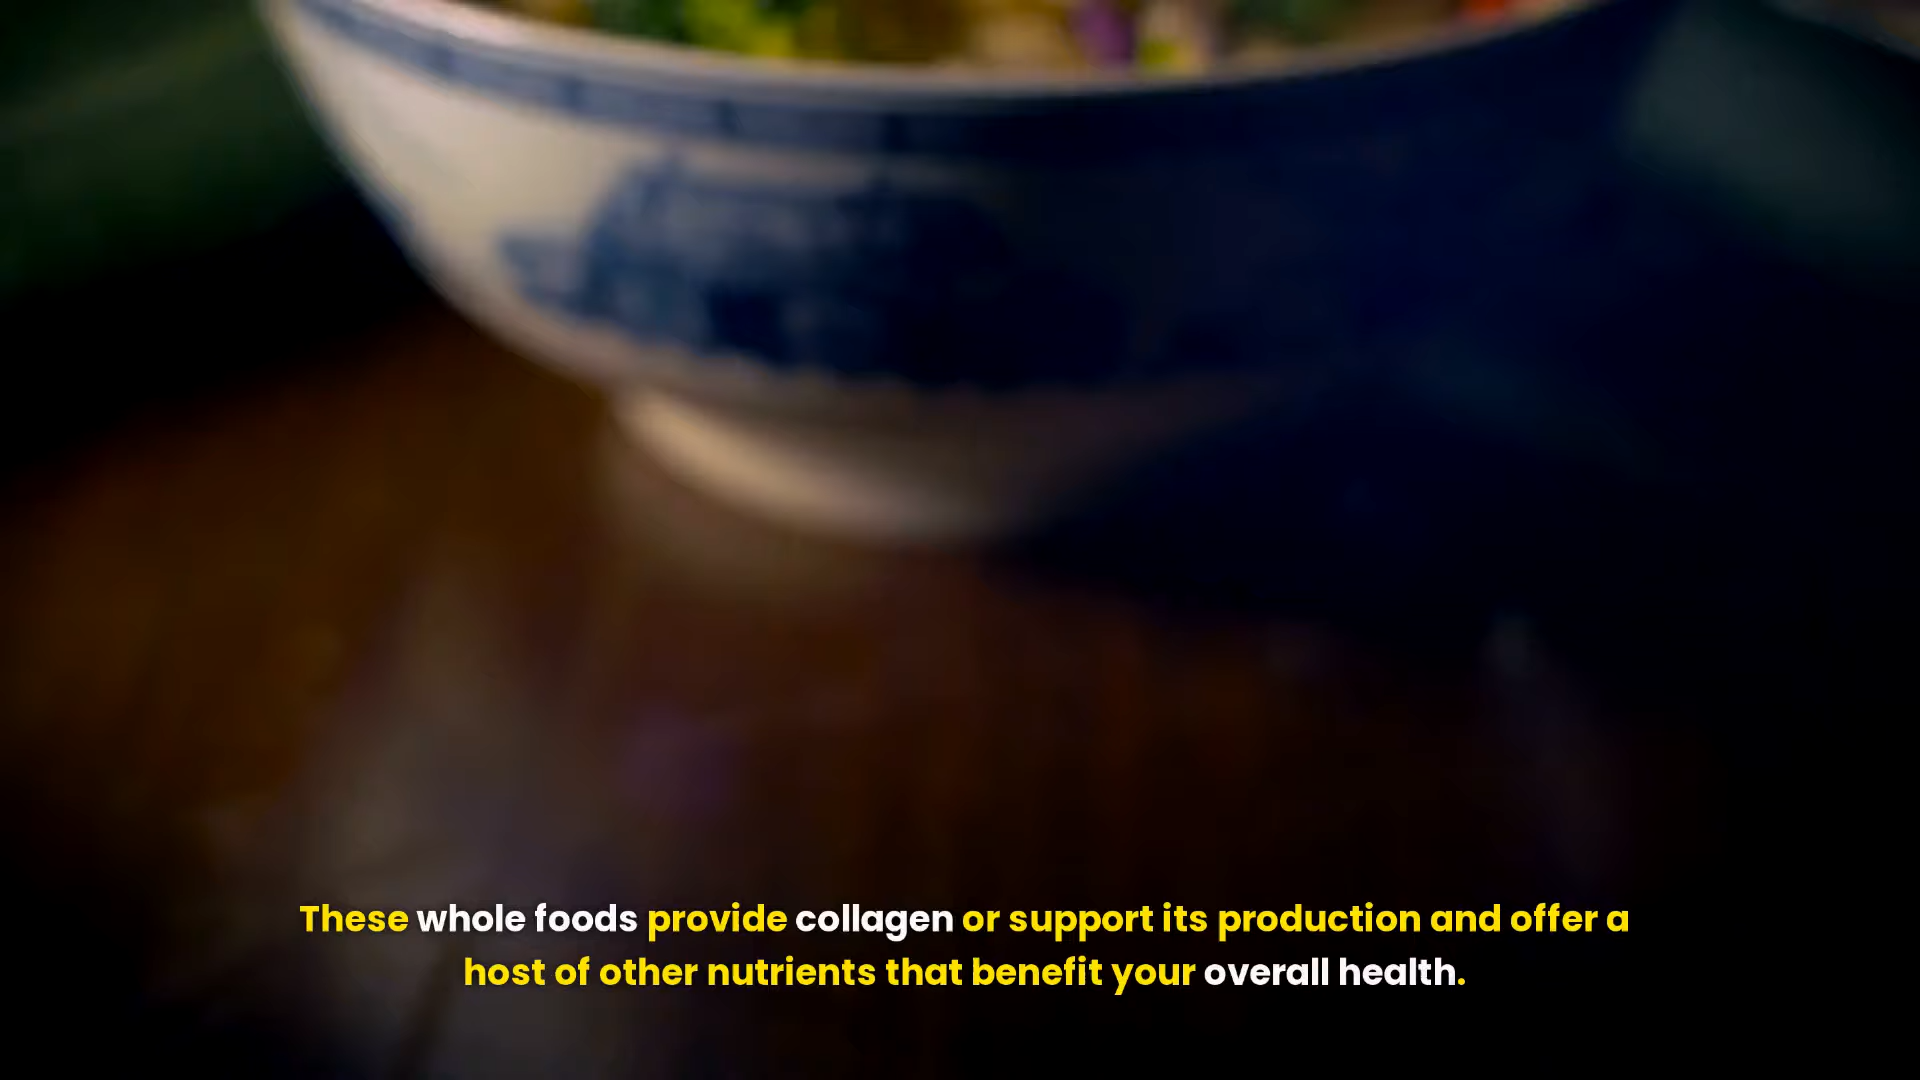 These whole foods provide collagen or support its production and offer a
host of other nutrients that benefit your overall health.